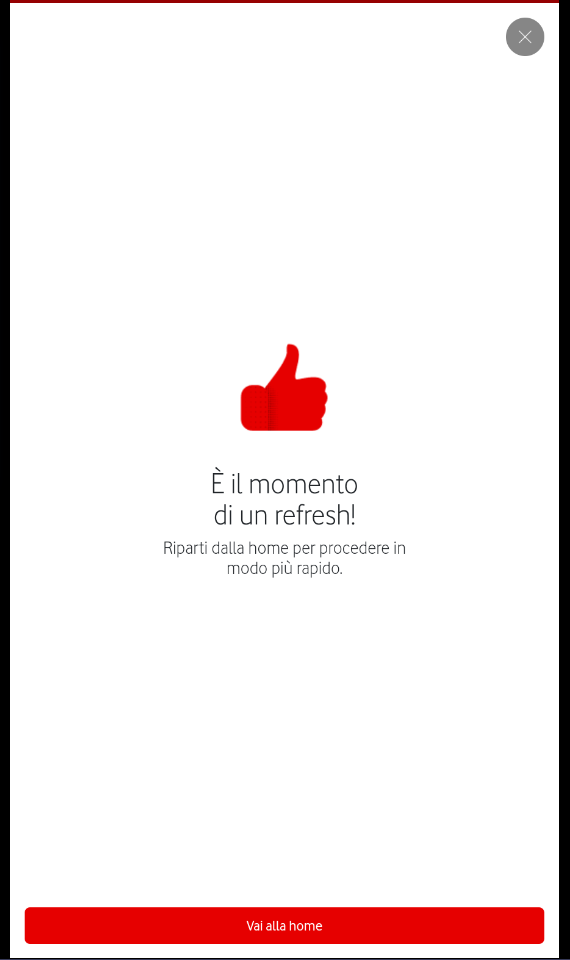 È il momento
di un refresh!
Riparti dalla home per procedere in
modo più rapido.
Vai alla home